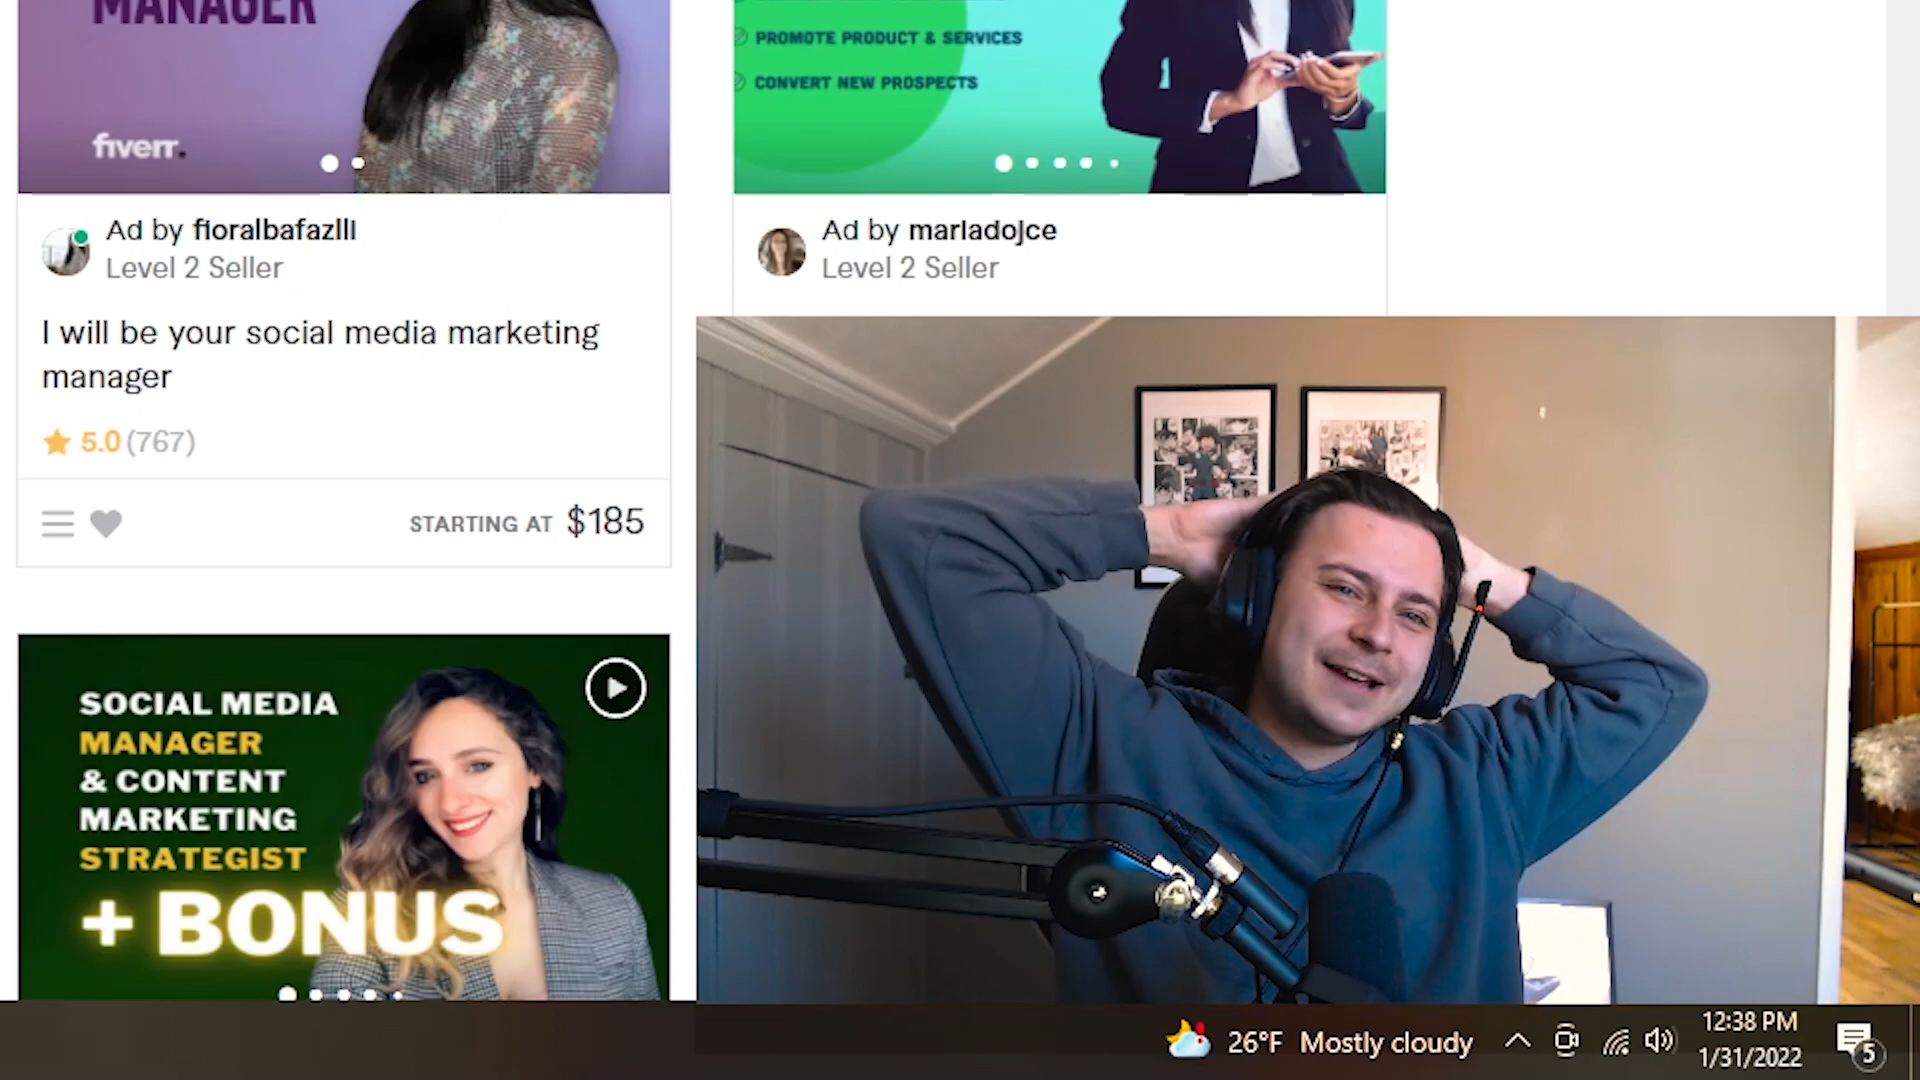 MANAGER
fiverr.
Ad by fioralbafazlll
Level 2 Seller
I will be your social media marketing
manager
5.0 (767)
STARTING AT $185
PROMOTE PRODUCT & SERVICES
CONVERT NEW PROSPECTS
Ad by mariadojce
Level 2 Seller
SOCIAL MEDIA
MANAGER
& CONTENT
MARKETING
STRATEGIST
+ BONUS
26°F Mostly cloudy
12:38 PM
1/31/2022
5